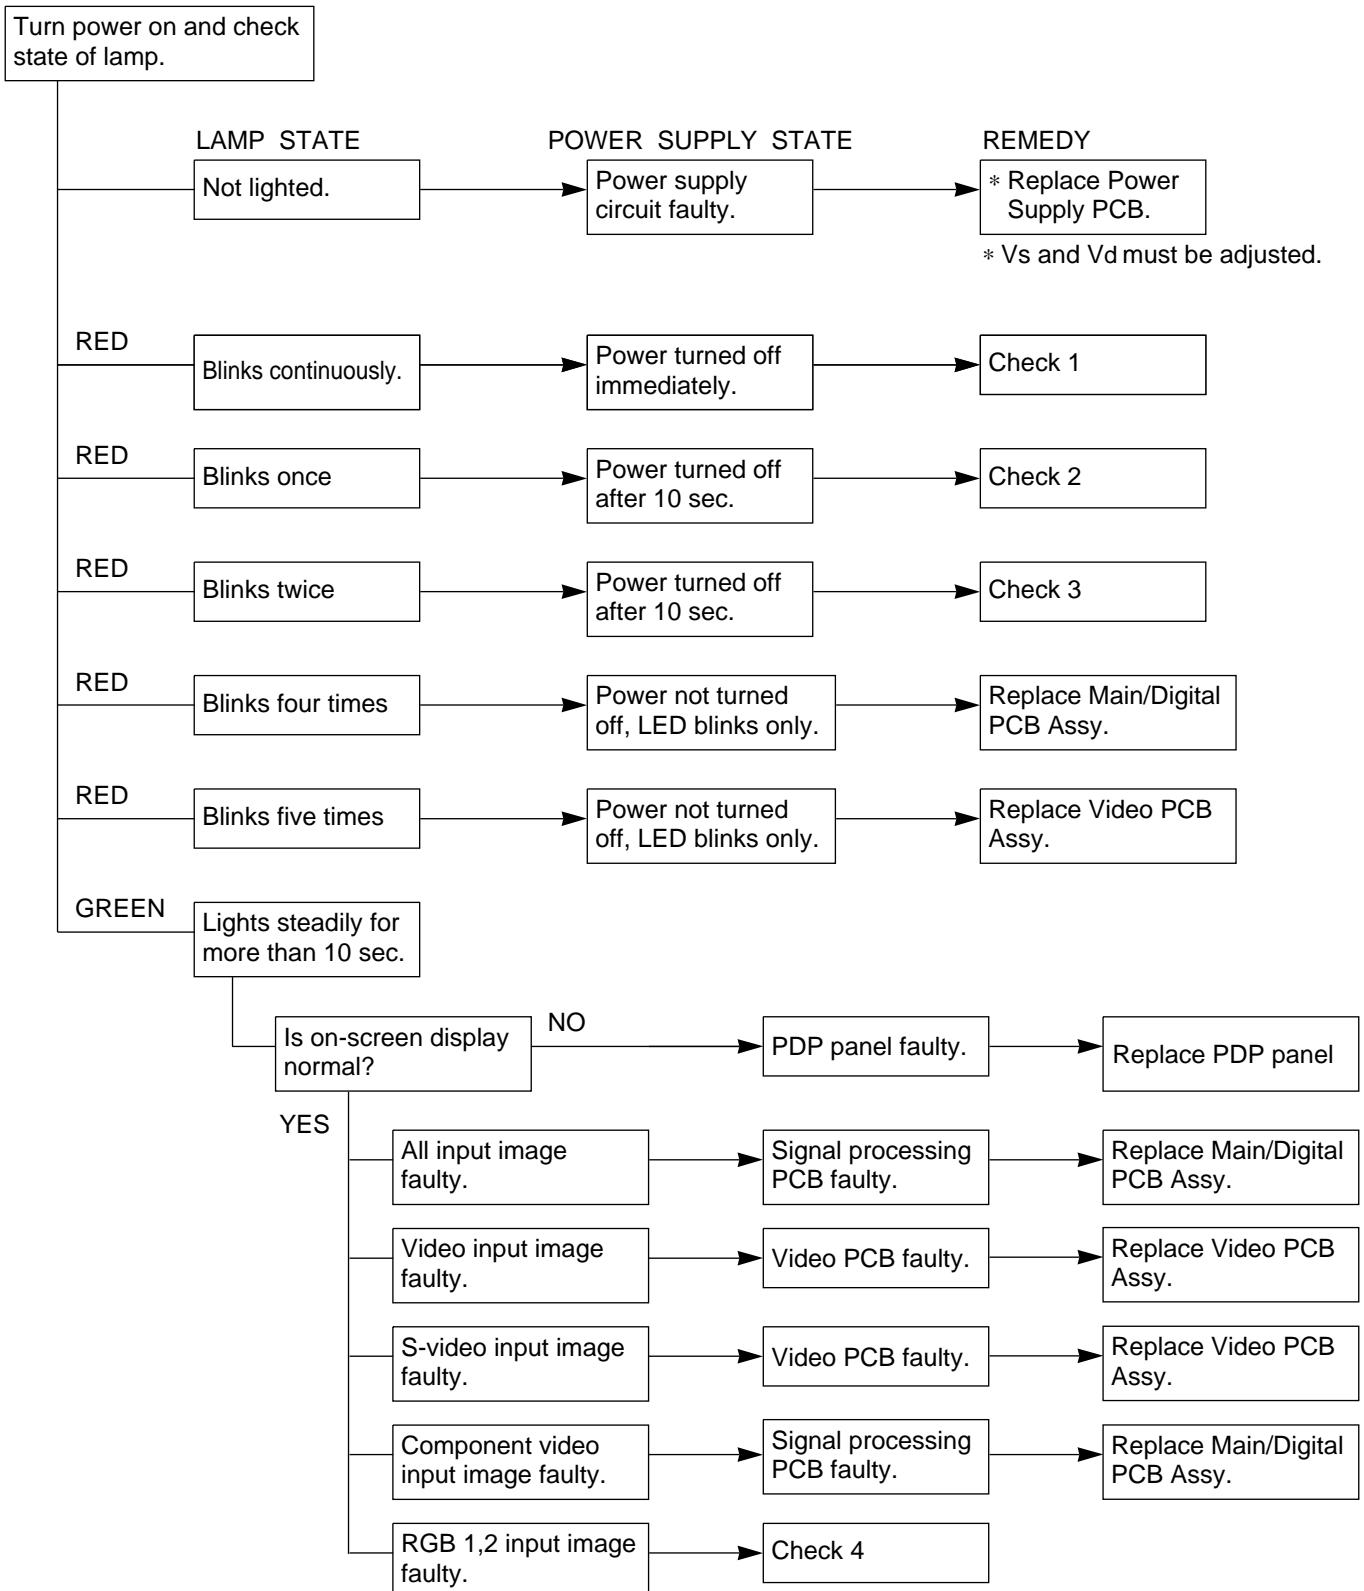 Turn power on and check
state of lamp.
LAMP STATE
POWER SUPPLY STATE
REMEDY
Not lighted.
Power supply
circuit faulty.
* Replace Power
Supply PCB.
* Vs and Vd must be adjusted.
RED
Blinks continuously.
Power turned off
immediately.
Check 1
RED
Blinks once
Power turned off
after 10 sec.
Check 2
RED
Blinks twice
Power turned off
after 10 sec.
Check 3
RED
Blinks four times
Power not turned
off, LED blinks only.
Replace Main/Digital
PCB Assy.
RED
Blinks five times
Power not turned
off, LED blinks only.
Replace Video PCB
Assy.
GREEN
Lights steadily for
more than 10 sec.
Is on-screen display
normal?
NO
PDP panel faulty.
Replace PDP panel
YES
All input image
faulty.
Signal processing
PCB faulty.
Replace Main/Digital
PCB Assy.
Video input image
faulty.
Video PCB faulty.
Replace Video PCB
Assy.
S-video input image
faulty.
Video PCB faulty.
Replace Video PCB
Assy.
Component video
input image faulty.
Signal processing
PCB faulty.
Replace Main/Digital
PCB Assy.
RGB 1,2 input image
faulty.
Check 4